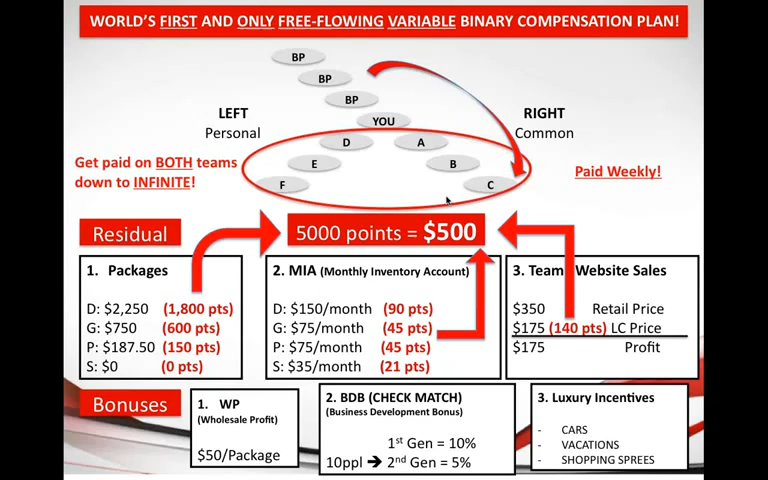 WORLD'S FIRST AND ONLY FREE-FLOWING VARIABLE BINARY COMPENSATION PLAN!
BP
BP
BP
YOU
LEFT
Personal
RIGHT
Common
D
A
E
B
F
C
Get paid on BOTH teams
down to INFINITE!
Paid Weekly!
Residual
5000 points = $500
1. Packages
D: $2,250 (1,800 pts)
G: $750 (600 pts)
P: $187.50 (150 pts)
S: $0 (0 pts)
2. MIA (Monthly Inventory Account)
D: $150/month (90 pts)
G: $75/month (45 pts)
P: $75/month (45 pts)
S: $35/month (21 pts)
3. Team Website Sales
$350 Retail Price
$175 (140 pts) LC Price
$175 Profit
Bonuses
1. WP
(Wholesale Profit)
$50/Package
2. BDB (CHECK MATCH)
(Business Development Bonus)
1st Gen = 10%
10ppl → 2nd Gen = 5%
3. Luxury Incentives
- CARS
- VACATIONS
- SHOPPING SPREES